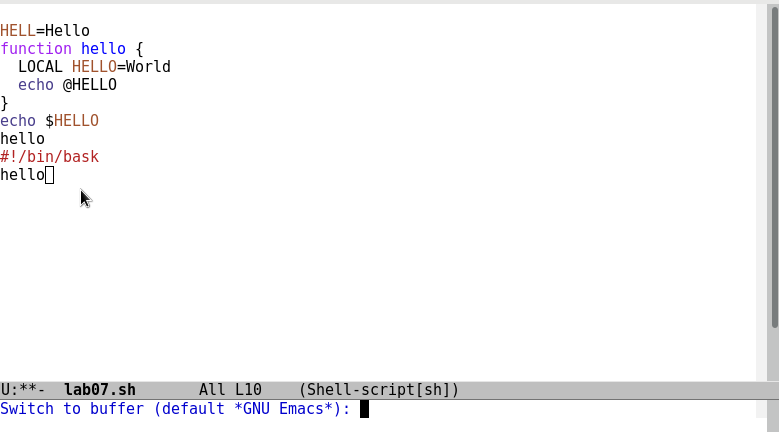 HELL=Hello
function hello {
  LOCAL HELLO=World
  echo @HELLO
}
echo $HELLO
hello
#!/bin/bask
hello
U:**-  lab07.sh       All L10    (Shell-script[sh])
Switch to buffer (default *GNU Emacs*):